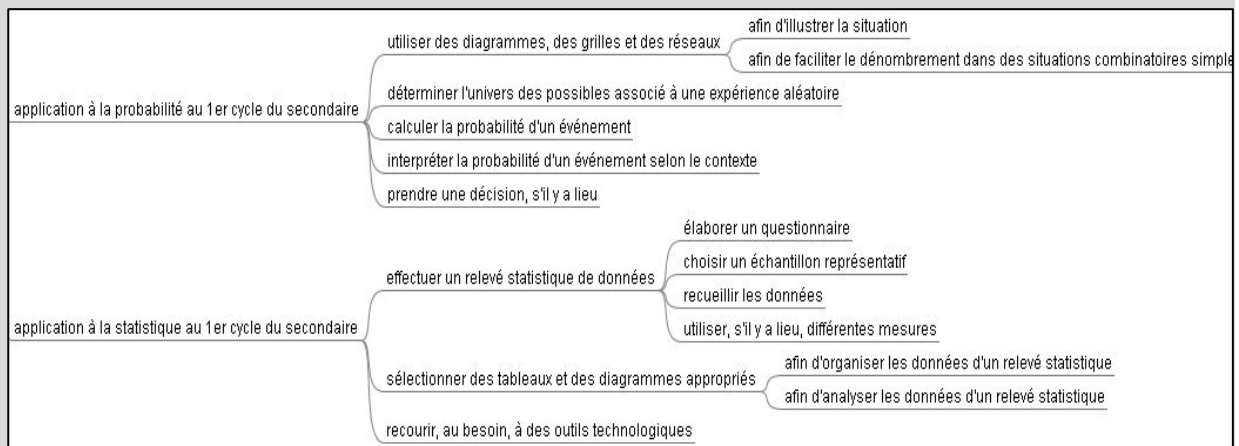 application à la probabilité au 1er cycle du secondaire
utiliser des diagrammes, des grilles et des réseaux
afin d'illustrer la situation
afin de faciliter le dénombrement dans des situations combinatoires simple
déterminer l'univers des possibles associé à une expérience aléatoire
calculer la probabilité d'un événement
interpréter la probabilité d'un événement selon le contexte
prendre une décision, s'il y a lieu
application à la statistique au 1er cycle du secondaire
effectuer un relevé statistique de données
élaborer un questionnaire
choisir un échantillon représentatif
recueillir les données
utiliser, s'il y a lieu, différentes mesures
sélectionner des tableaux et des diagrammes appropriés
afin d'organiser les données d'un relevé statistique
afin d'analyser les données d'un relevé statistique
recourir, au besoin, à des outils technologiques